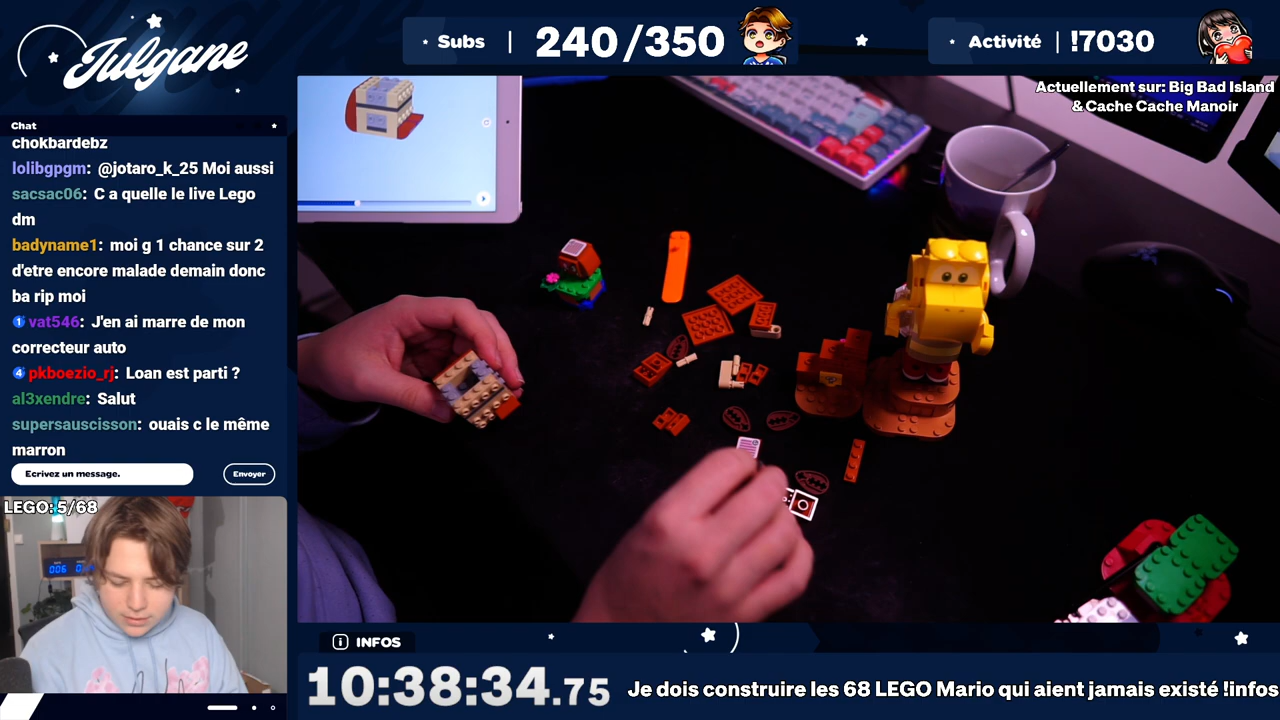 Julgane
Subs | 240/350
Activité | !7030
Actuellement sur: Big Bad Island
& Cache Cache Manoir
Chat
chokbardebz
lolibgpgm: @jotaro_k_25 Moi aussi
sacsac06: C a quelle le live Lego
dm
badyname1: moi g 1 chance sur 2
d'etre encore malade demain donc
ba rip moi
1 vat546: J'en ai marre de mon
correcteur auto
4 pkboezio_rj: Loan est parti ?
al3xendre: Salut
supersauscisson: ouais c le même
marron
Ecrivez un message.
Envoyer
LEGO: 5/68
INFOS
10:38:34.75
Je dois construire les 68 LEGO Mario qui aient jamais existé !infos